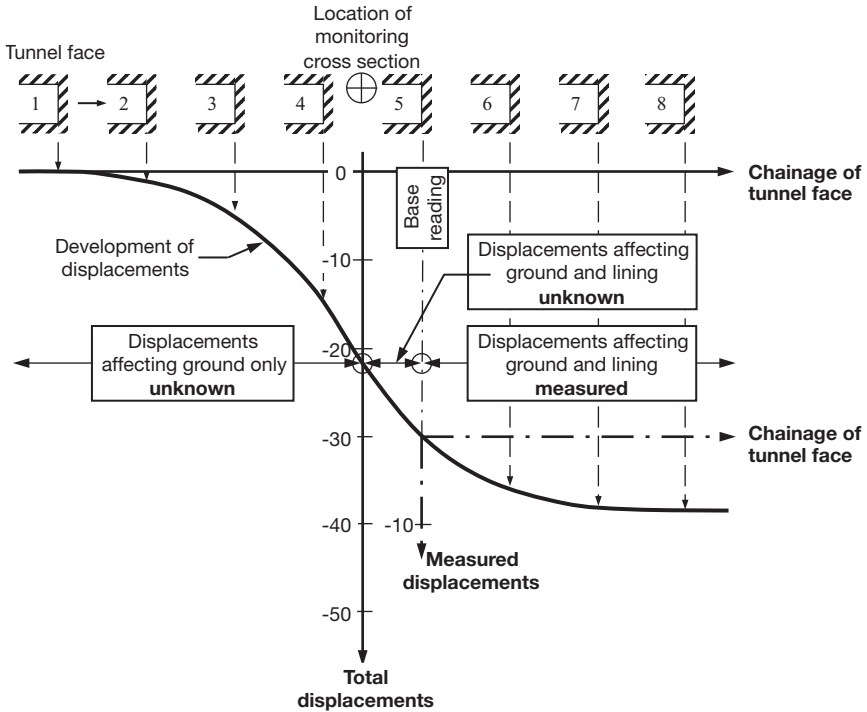 Location of
monitoring
cross section
Tunnel face
1
2
3
4
5
6
7
8
0
Chainage of
tunnel face
Base
reading
-10
Development of
displacements
Displacements affecting
ground and lining
unknown
-20
Displacements
affecting ground only
unknown
Displacements affecting
ground and lining
measured
-30
Chainage of
tunnel face
-40
-10
Measured
displacements
-50
Total
displacements